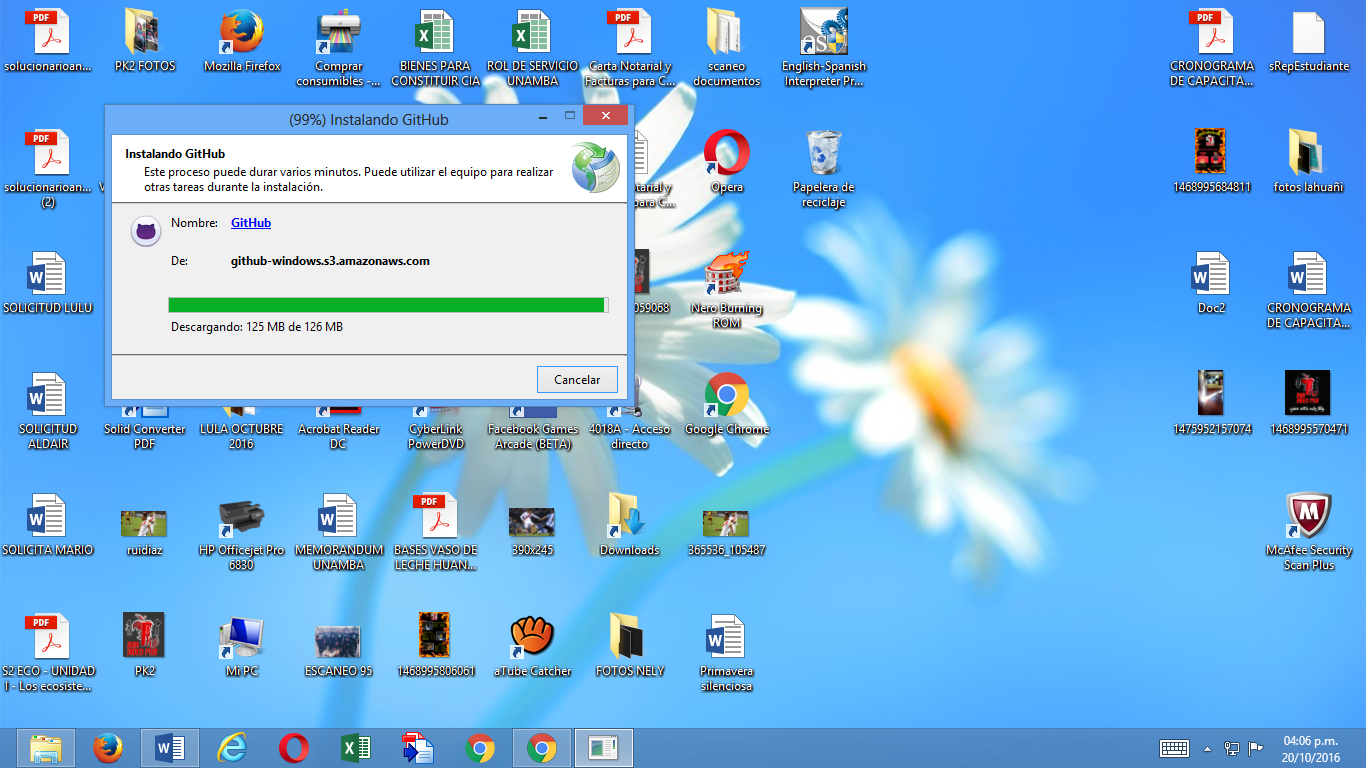 solucionarioan...
PK2 FOTOS
Mozilla Firefox
Comprar
consumibles -...
BIENES PARA
CONSTITUIR CIA
ROL DE SERVICIO
UNAMBA
Carta Notarial y
Facturas para C...
scaneo
documentos
English-Spanish
Interpreter Pr...
CRONOGRAMA
DE CAPACITA...
sRepEstudiante
(99%) Instalando GitHub
Instalando GitHub
Este proceso puede durar varios minutos. Puede utilizar el equipo para realizar
otras tareas durante la instalación.
Nombre: GitHub
De: github-windows.s3.amazonaws.com
Descargando: 125 MB de 126 MB
Cancelar
solucionarioan...
(2)
Opera
Papelera de
reciclaje
1468995684811
fotos lahuañi
SOLICITUD LULU
059068
Nero Burning
ROM
Doc2
CRONOGRAMA
DE CAPACITA...
SOLICITUD
ALDAIR
Solid Converter
PDF
LULA OCTUBRE
2016
Acrobat Reader
DC
CyberLink
PowerDVD
Facebook Games
Arcade (BETA)
4018A - Acceso
directo
Google Chrome
1475952157074
1468995570471
SOLICITA MARIO
ruidiaz
HP Officejet Pro
6830
MEMORANDUM
UNAMBA
BASES VASO DE
LECHE HUAN...
390x245
Downloads
365536_105487
McAfee Security
Scan Plus
S2 ECO - UNIDAD
I - Los ecosiste...
PK2
Mi PC
ESCANEO 95
1468995806061
aTube Catcher
FOTOS NELY
Primavera
silenciosa
04:06 p.m.
20/10/2016